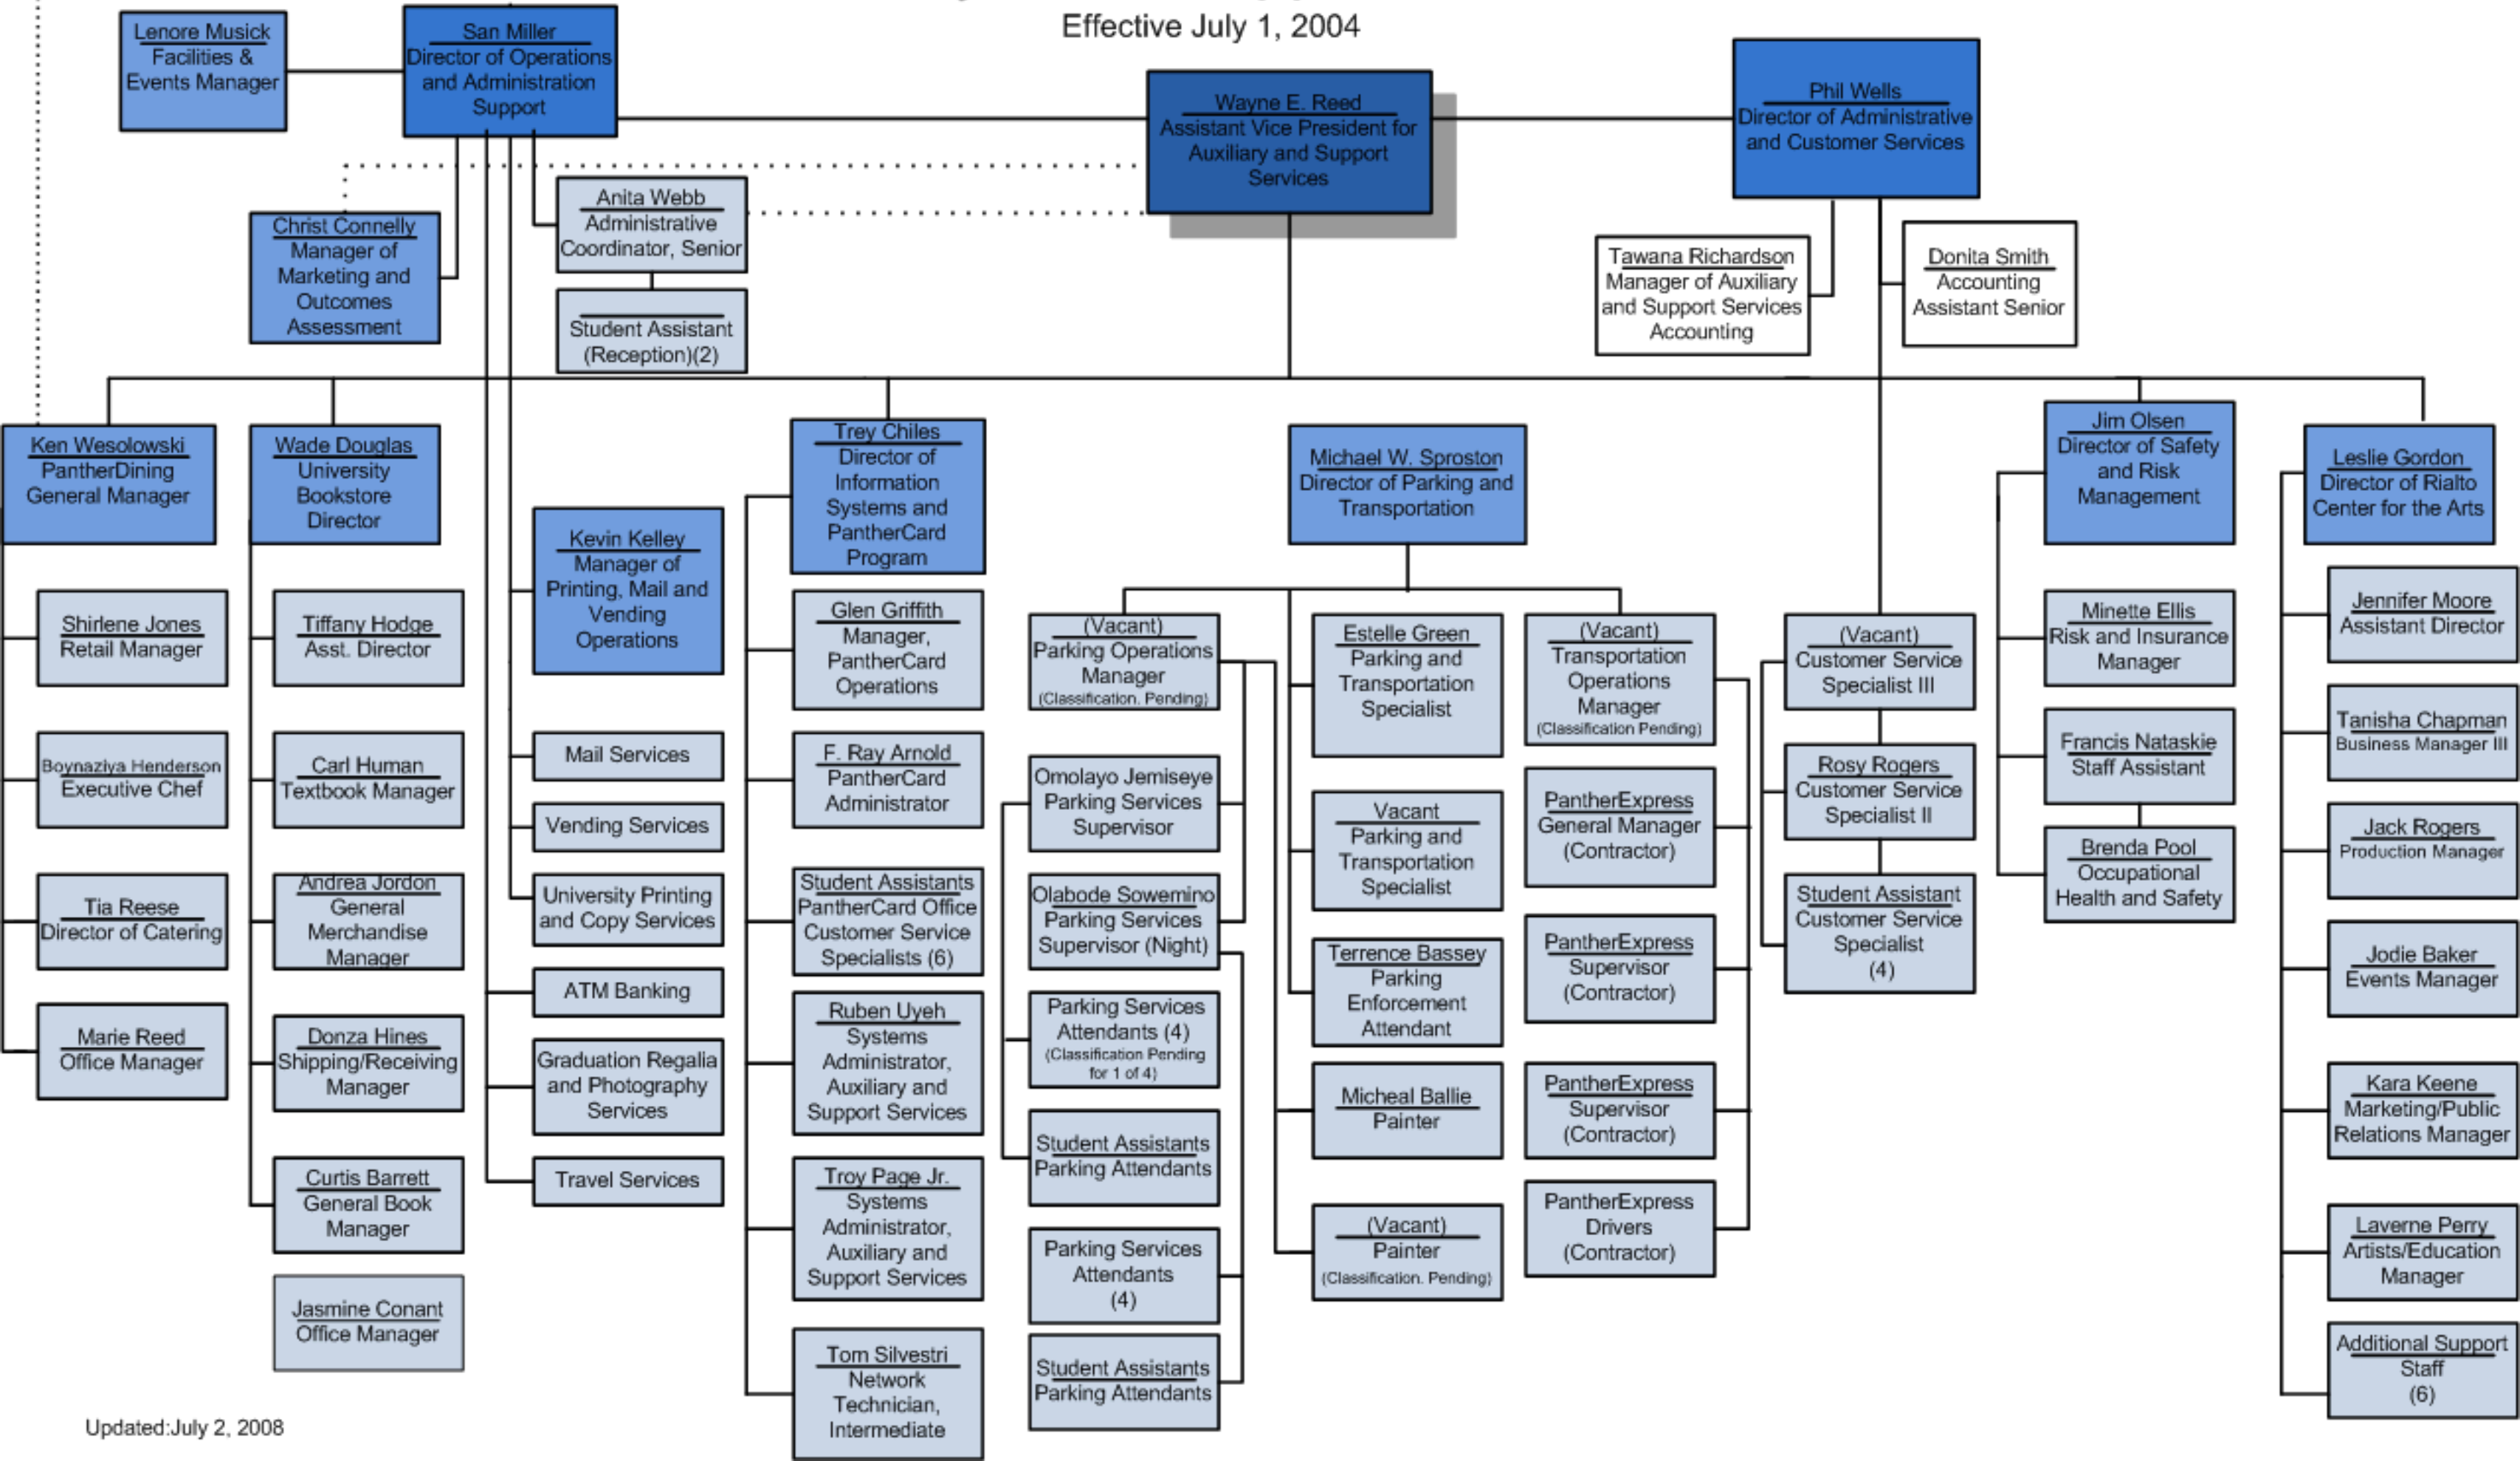 Effective July 1, 2004
Lenore Musick
Facilities &
Events Manager
San Miller
Director of Operations
and Administration
Support
Wayne E. Reed
Assistant Vice President for
Auxiliary and Support
Services
Phil Wells
Director of Administrative
and Customer Services
Christ Connelly
Manager of
Marketing and
Outcomes
Assessment
Anita Webb
Administrative
Coordinator, Senior
Student Assistant
(Reception)(2)
Tawana Richardson
Manager of Auxiliary
and Support Services
Accounting
Donita Smith
Accounting
Assistant Senior
Ken Wesolowski
PantherDining
General Manager
Shirlene Jones
Retail Manager
Boynaziya Henderson
Executive Chef
Tia Reese
Director of Catering
Marie Reed
Office Manager
Wade Douglas
University
Bookstore
Director
Tiffany Hodge
Asst. Director
Carl Human
Textbook Manager
Andrea Jordon
General
Merchandise
Manager
Donza Hines
Shipping/Receiving
Manager
Curtis Barrett
General Book
Manager
Jasmine Conant
Office Manager
Kevin Kelley
Manager of
Printing, Mail and
Vending
Operations
Mail Services
Vending Services
University Printing
and Copy Services
ATM Banking
Graduation Regalia
and Photography
Services
Travel Services
Trey Chiles
Director of
Information
Systems and
PantherCard
Program
Glen Griffith
Manager,
PantherCard
Operations
F. Ray Arnold
PantherCard
Administrator
Student Assistants
PantherCard Office
Customer Service
Specialists (6)
Ruben Uyeh
Systems
Administrator,
Auxiliary and
Support Services
Troy Page Jr.
Systems
Administrator,
Auxiliary and
Support Services
Tom Silvestri
Network
Technician,
Intermediate
Michael W. Sproston
Director of Parking and
Transportation
(Vacant)
Parking Operations
Manager
(Classification. Pending)
Omolayo Jemiseye
Parking Services
Supervisor
Olabode Sowemino
Parking Services
Supervisor (Night)
Parking Services
Attendants (4)
(Classification Pending
for 1 of 4)
Student Assistants
Parking Attendants
Parking Services
Attendants
(4)
Student Assistants
Parking Attendants
Estelle Green
Parking and
Transportation
Specialist
Vacant
Parking and
Transportation
Specialist
Terrence Bassey
Parking
Enforcement
Attendant
Micheal Ballie
Painter
(Vacant)
Painter
(Classification. Pending)
(Vacant)
Transportation
Operations
Manager
(Classification Pending)
PantherExpress
General Manager
(Contractor)
PantherExpress
Supervisor
(Contractor)
PantherExpress
Supervisor
(Contractor)
PantherExpress
Drivers
(Contractor)
(Vacant)
Customer Service
Specialist III
Rosy Rogers
Customer Service
Specialist II
Student Assistant
Customer Service
Specialist
(4)
Jim Olsen
Director of Safety
and Risk
Management
Minette Ellis
Risk and Insurance
Manager
Francis Nataskie
Staff Assistant
Brenda Pool
Occupational
Health and Safety
Leslie Gordon
Director of Rialto
Center for the Arts
Jennifer Moore
Assistant Director
Tanisha Chapman
Business Manager III
Jack Rogers
Production Manager
Jodie Baker
Events Manager
Kara Keene
Marketing/Public
Relations Manager
Laverne Perry
Artists/Education
Manager
Additional Support
Staff
(6)
Updated:July 2, 2008